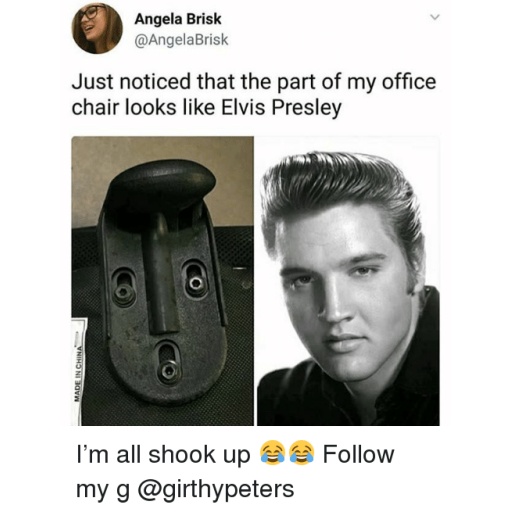 Angela Brisk
@AngelaBrisk
Just noticed that the part of my office
chair looks like Elvis Presley
MADE IN CHINA
I'm all shook up 😂😂 Follow
my g @girthypeters